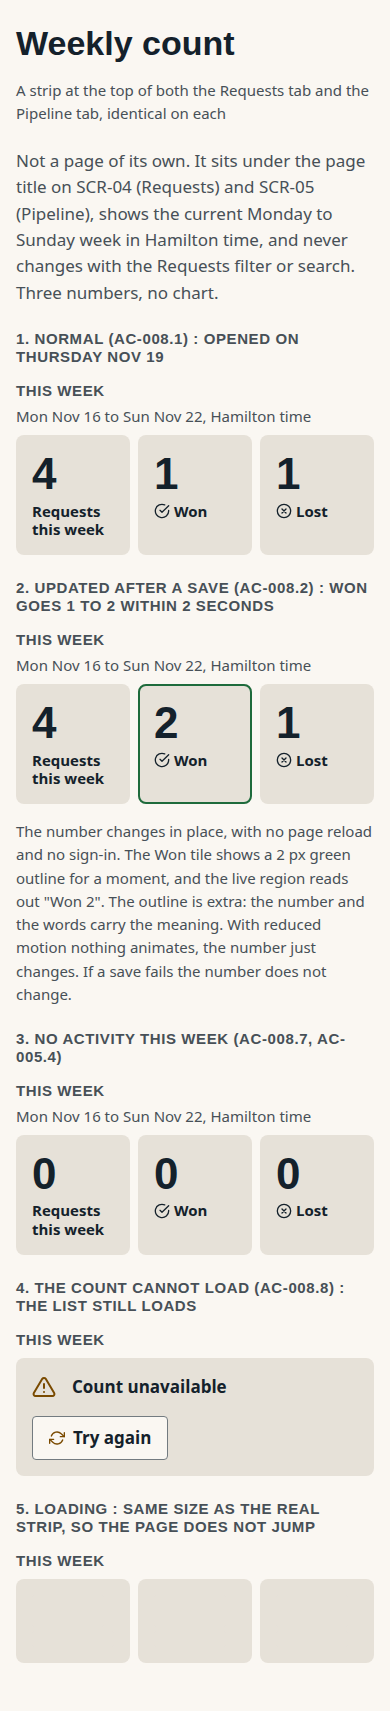 Weekly count
A strip at the top of both the Requests tab and the
Pipeline tab, identical on each
Not a page of its own. It sits under the page
title on SCR-04 (Requests) and SCR-05
(Pipeline), shows the current Monday to
Sunday week in Hamilton time, and never
changes with the Requests filter or search.
Three numbers, no chart.
1. NORMAL (AC-008.1) : OPENED ON
THURSDAY NOV 19
THIS WEEK
Mon Nov 16 to Sun Nov 22, Hamilton time
4 1 1
Requests Won Lost
this week
2. UPDATED AFTER A SAVE (AC-008.2) : WON
GOES 1 TO 2 WITHIN 2 SECONDS
THIS WEEK
Mon Nov 16 to Sun Nov 22, Hamilton time
4 2 1
Requests Won Lost
this week
The number changes in place, with no page reload
and no sign-in. The Won tile shows a 2 px green
outline for a moment, and the live region reads
out "Won 2". The outline is extra: the number and
the words carry the meaning. With reduced
motion nothing animates, the number just
changes. If a save fails the number does not
change.
3. NO ACTIVITY THIS WEEK (AC-008.7, AC-
005.4)
THIS WEEK
Mon Nov 16 to Sun Nov 22, Hamilton time
0 0 0
Requests Won Lost
this week
4. THE COUNT CANNOT LOAD (AC-008.8) :
THE LIST STILL LOADS
THIS WEEK
Count unavailable
Try again
5. LOADING : SAME SIZE AS THE REAL
STRIP, SO THE PAGE DOES NOT JUMP
THIS WEEK